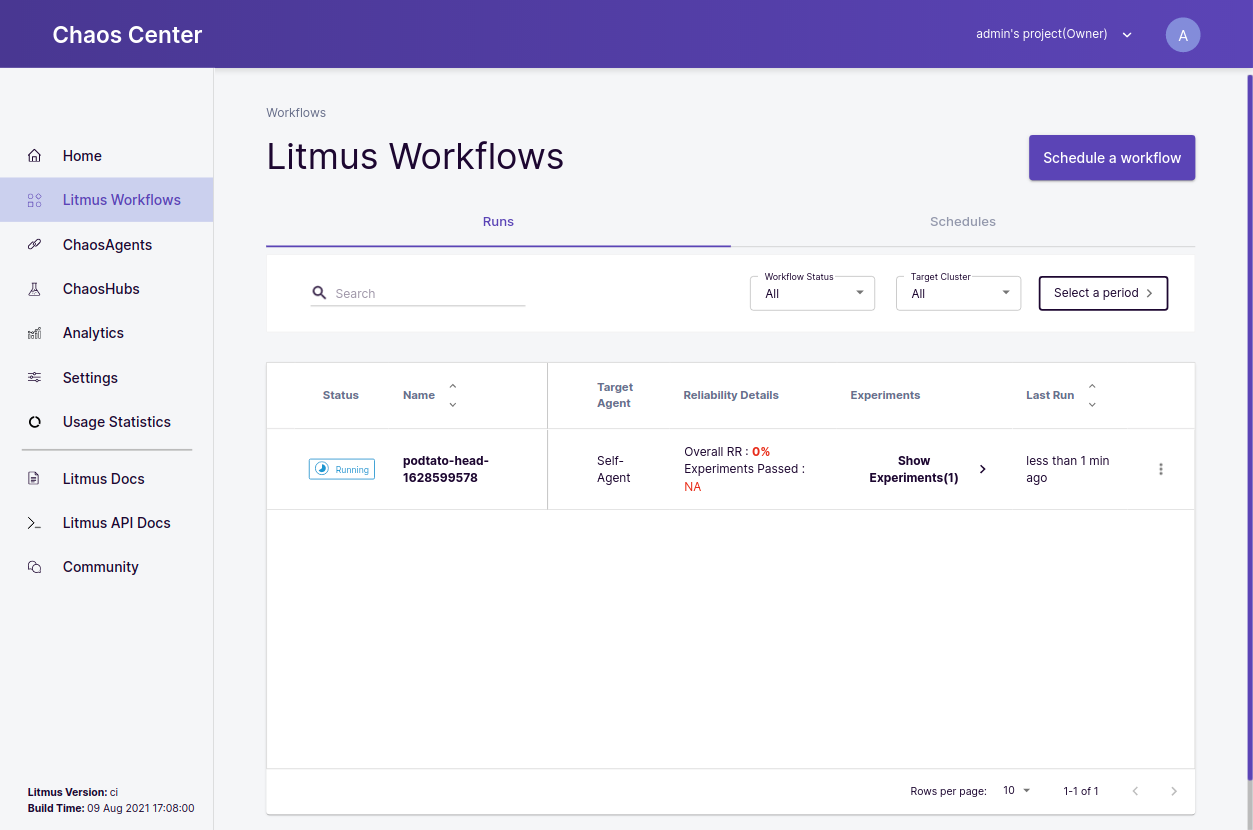 Chaos Center
admin's project(Owner)
A
Home
Litmus Workflows
ChaosAgents
ChaosHubs
Analytics
Settings
Usage Statistics
Litmus Docs
Litmus API Docs
Community
Litmus Version: ci
Build Time: 09 Aug 2021 17:08:00
Workflows
Litmus Workflows
Schedule a workflow
Runs
Schedules
Search
Workflow Status
All
Target Cluster
All
Select a period
Status
Name
Target
Agent
Reliability Details
Experiments
Last Run
Running
podtato-head-
1628599578
Self-
Agent
Overall RR : 0%
Experiments Passed :
NA
Show
Experiments(1)
less than 1 min
ago
Rows per page:
10
1-1 of 1